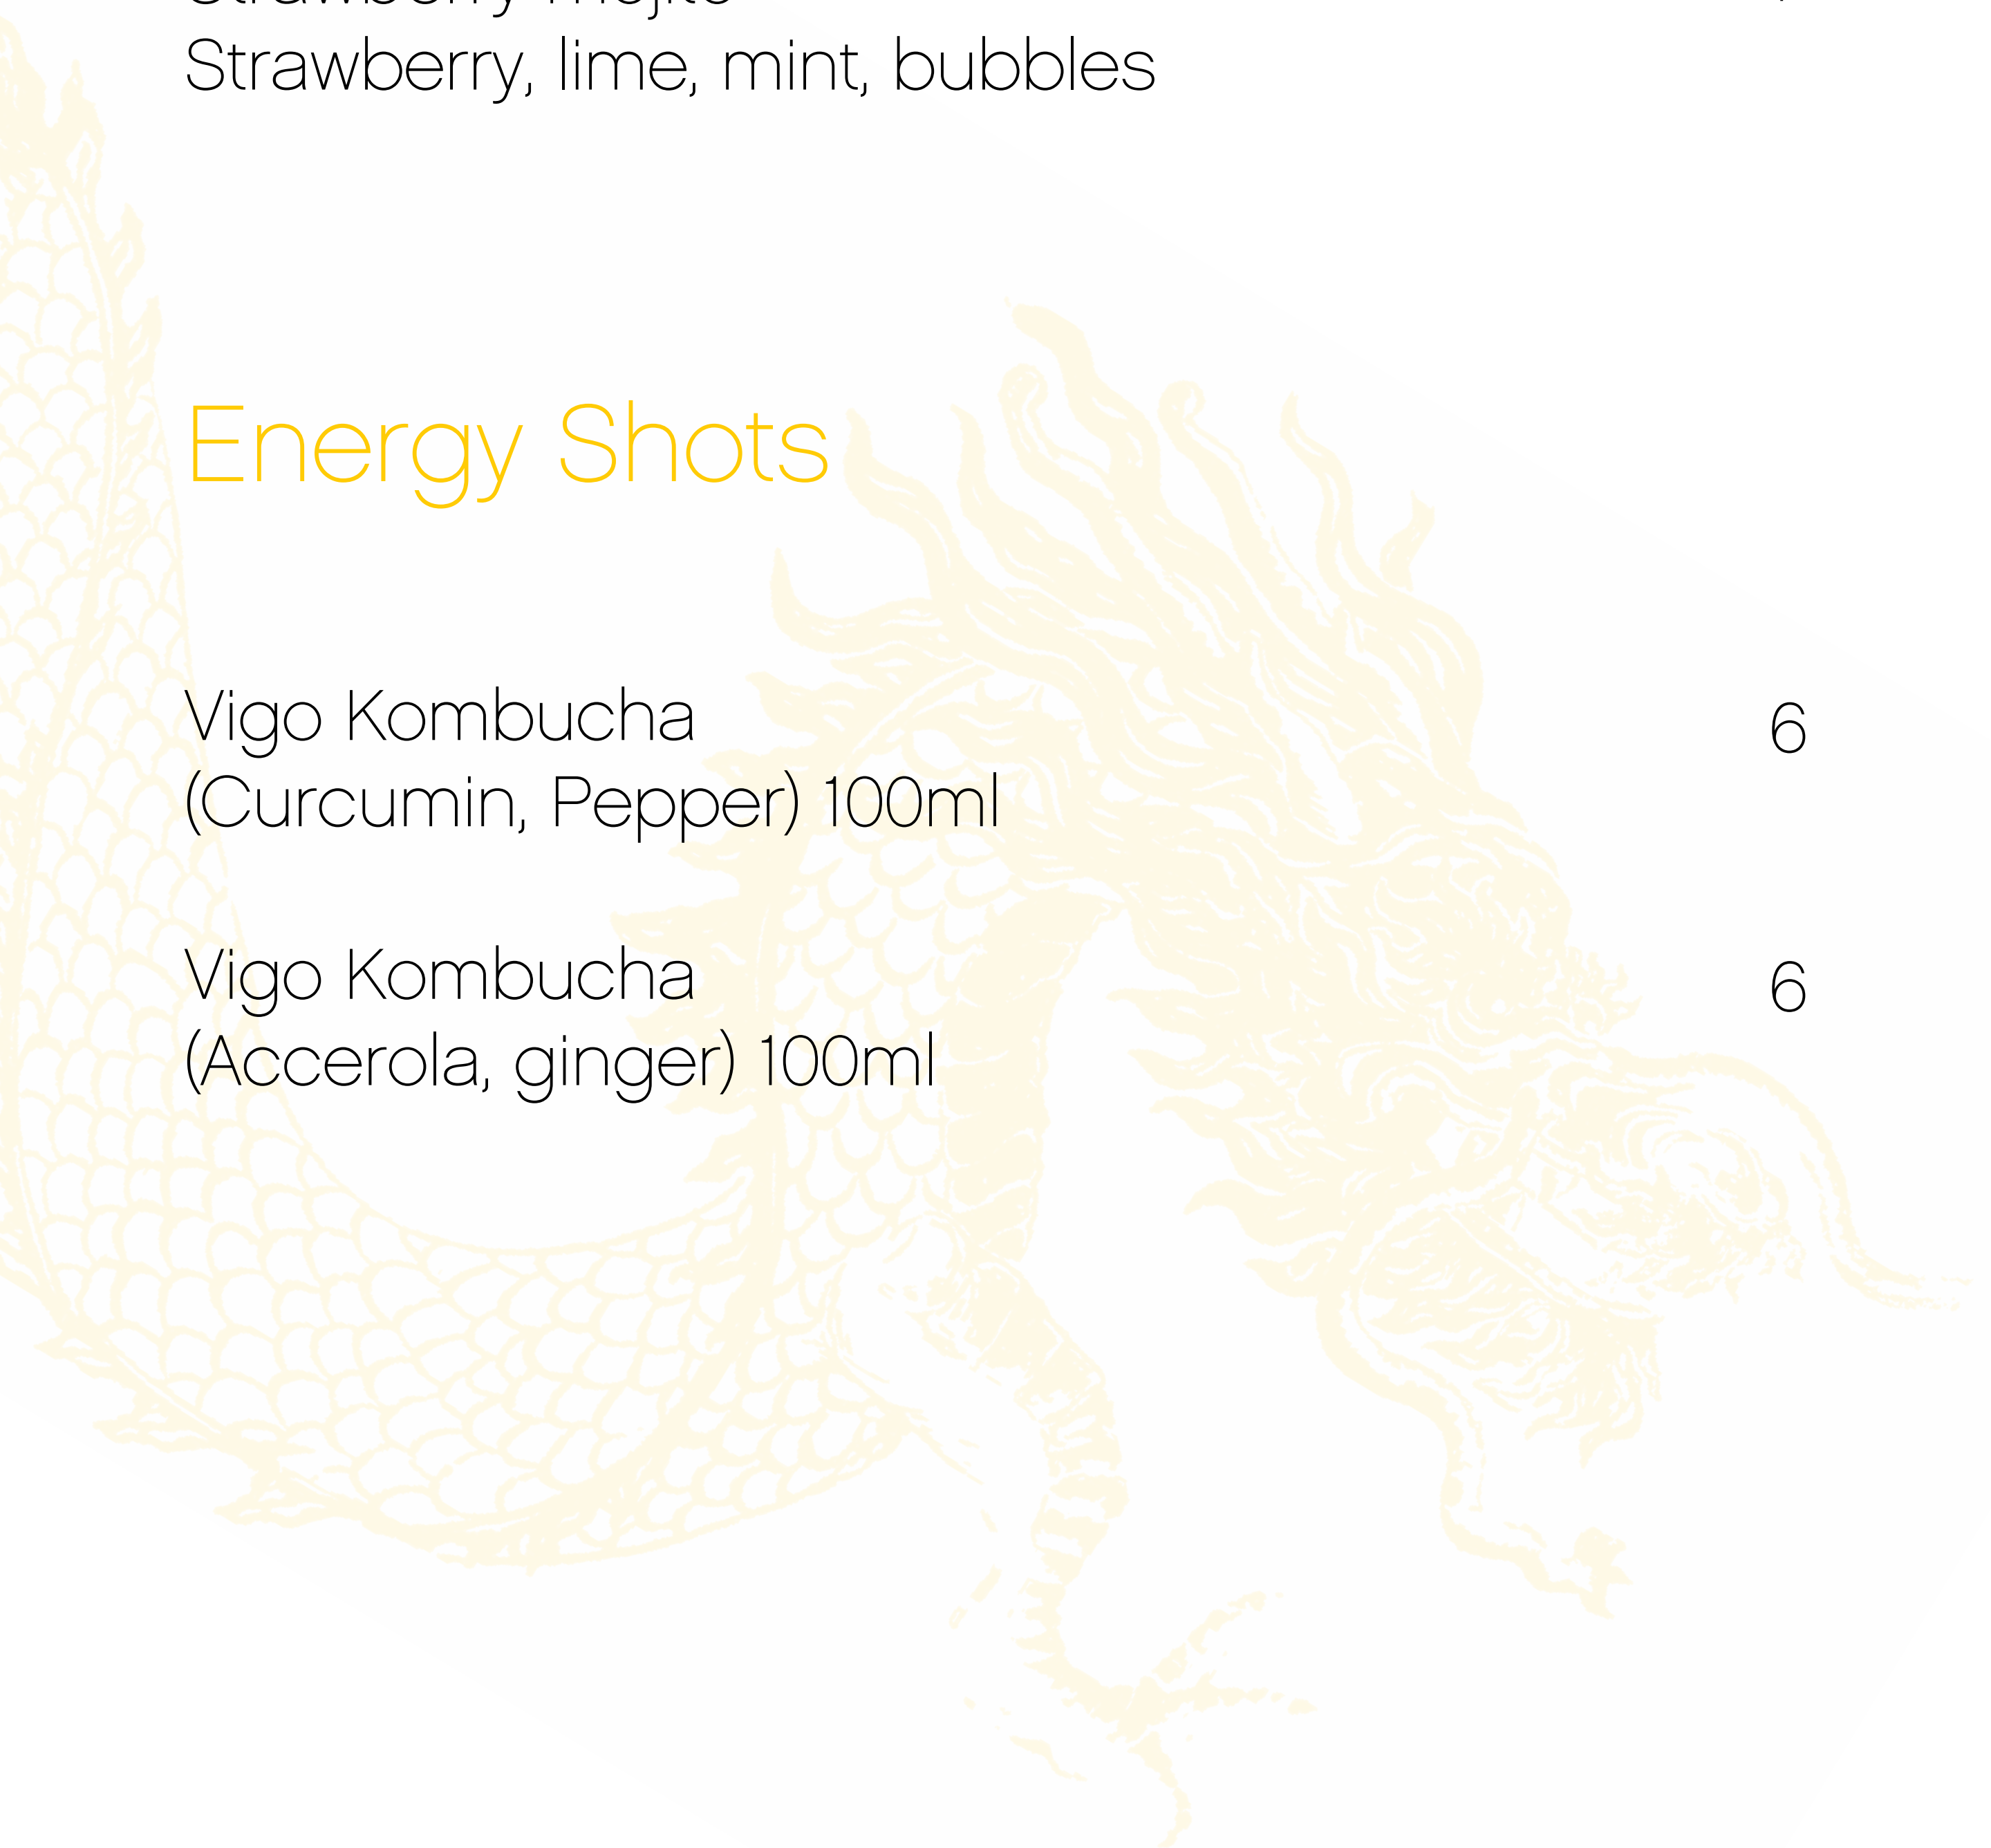 Strawberry, lime, mint, bubbles
Energy Shots
Vigo Kombucha 6
(Curcumin, Pepper) 100ml
Vigo Kombucha 6
(Accerola, ginger) 100ml